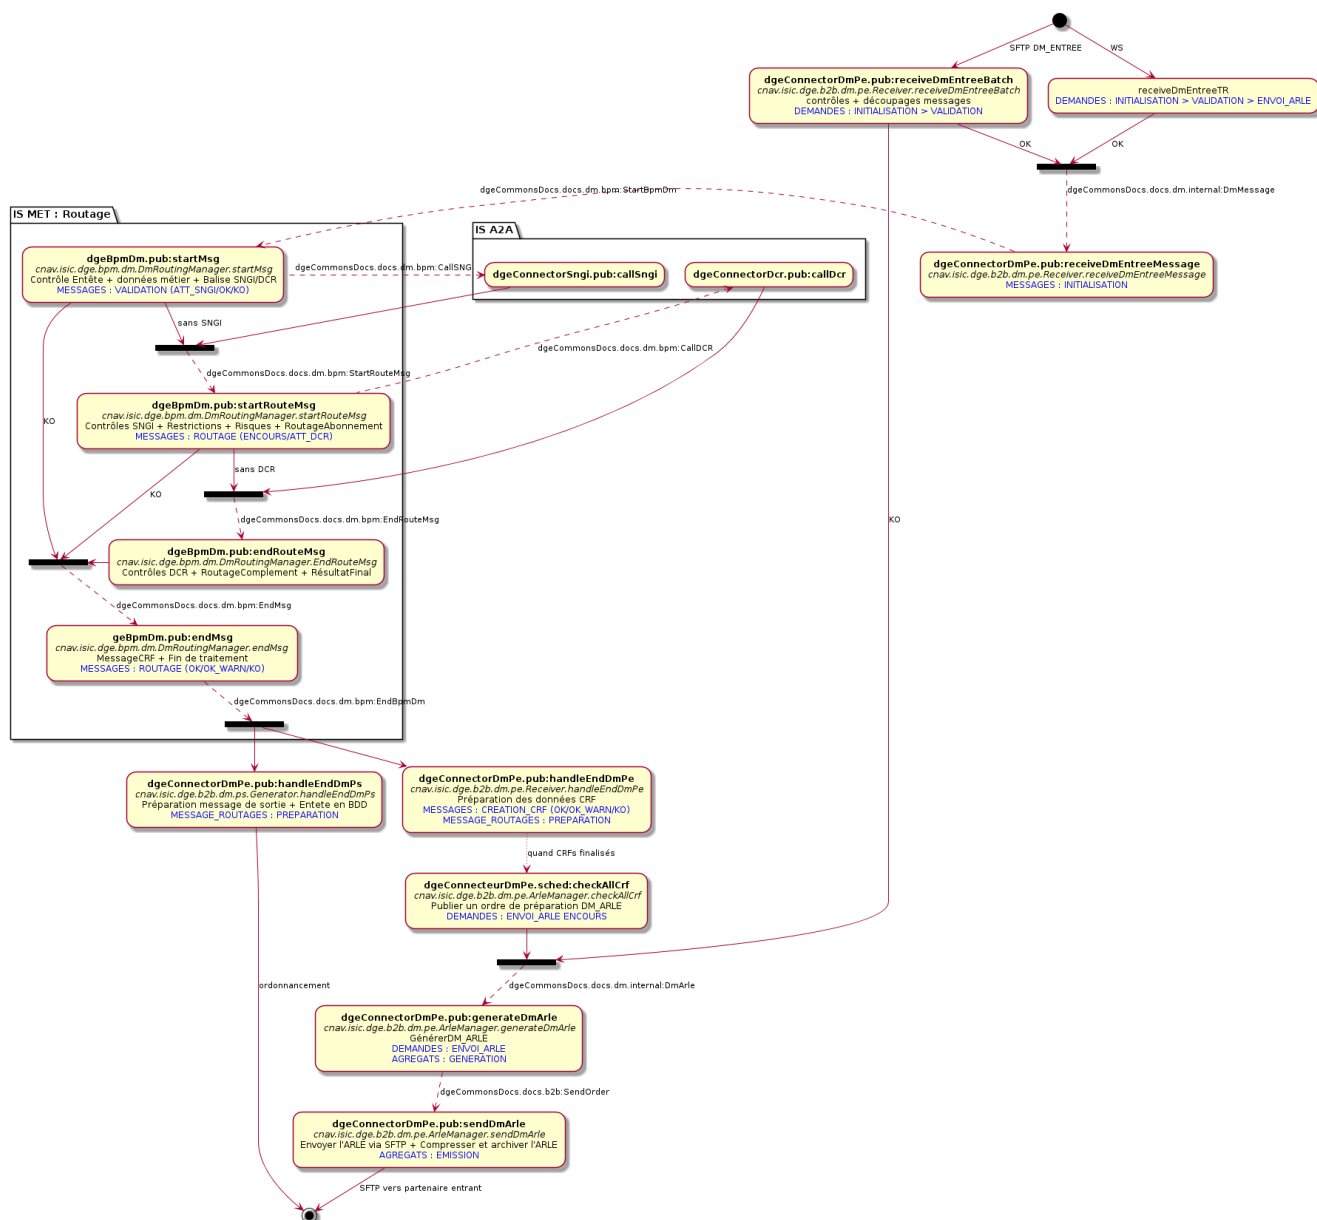 SFTP DM_ENTREE
WS
dgeConnectorDmPe.pub:receiveDmEntreeBatch
cnav.isic.dge.b2b.dm.pe.Receiver.receiveDmEntreeBatch
contrôles + découpages messages
DEMANDES : INITIALISATION > VALIDATION
receiveDmEntreeTR
DEMANDES : INITIALISATION > VALIDATION > ENVOI_ARLE
OK
OK
dgeCommonsDocs.docs.dm.bpm:StartBpmDm
dgeCommonsDocs.docs.dm.internal:DmMessage
IS MET : Routage
IS A2A
dgeBpmDm.pub:startMsg
cnav.isic.dge.bpm.dm.DmRoutingManager.startMsg
Contrôle Entête + données métier + Balise SNGI/DCR
MESSAGES : VALIDATION (ATT_SNGI/OK/KO)
dgeCommonsDocs.docs.dm.bpm:CallSNG
dgeConnectorSngi.pub:callSngi
dgeConnectorDcr.pub:callDcr
dgeConnectorDmPe.pub:receiveDmEntreeMessage
cnav.isic.dge.b2b.dm.pe.Receiver.receiveDmEntreeMessage
MESSAGES : INITIALISATION
sans SNGI
dgeCommonsDocs.docs.dm.bpm:CallDCR
dgeCommonsDocs.docs.dm.bpm:StartRouteMsg
dgeBpmDm.pub:startRouteMsg
cnav.isic.dge.bpm.dm.DmRoutingManager.startRouteMsg
Contrôles SNGI + Restrictions + Risques + RoutageAbonnement
MESSAGES : ROUTAGE (ENCOURS/ATT_DCR)
KO
sans DCR
KO
dgeCommonsDocs.docs.dm.bpm:EndRouteMsg
KO
dgeBpmDm.pub:endRouteMsg
cnav.isic.dge.bpm.dm.DmRoutingManager.EndRouteMsg
Contrôles DCR + RoutageComplement + RésultatFinal
dgeCommonsDocs.docs.dm.bpm:EndMsg
geBpmDm.pub:endMsg
cnav.isic.dge.bpm.dm.DmRoutingManager.endMsg
MessageCRF + Fin de traitement
MESSAGES : ROUTAGE (OK/OK_WARN/KO)
dgeCommonsDocs.docs.dm.bpm:EndBpmDm
dgeConnectorDmPe.pub:handleEndDmPs
cnav.isic.dge.b2b.dm.ps.Generator.handleEndDmPs
Préparation message de sortie + Entete en BDD
MESSAGE_ROUTAGES : PREPARATION
dgeConnectorDmPe.pub:handleEndDmPe
cnav.isic.dge.b2b.dm.pe.Receiver.handleEndDmPe
Préparation des données CRF
MESSAGES : CREATION_CRF (OK/OK_WARN/KO)
MESSAGE_ROUTAGES : PREPARATION
quand CRFs finalisés
dgeConnecteurDmPe.sched:checkAllCrf
cnav.isic.dge.b2b.dm.pe.ArleManager.checkAllCrf
Publier un ordre de préparation DM_ARLE
DEMANDES : ENVOI_ARLE ENCOURS
ordonnancement
dgeCommonsDocs.docs.dm.internal:DmArle
dgeConnectorDmPe.pub:generateDmArle
cnav.isic.dge.b2b.dm.pe.ArleManager.generateDmArle
GénérerDM_ARLE
DEMANDES : ENVOI_ARLE
AGREGATS : GENERATION
dgeCommonsDocs.docs.b2b:SendOrder
dgeConnectorDmPe.pub:sendDmArle
cnav.isic.dge.b2b.dm.pe.ArleManager.sendDmArle
Envoyer l'ARLE via SFTP + Compresser et archiver l'ARLE
AGREGATS : EMISSION
SFTP vers partenaire entrant